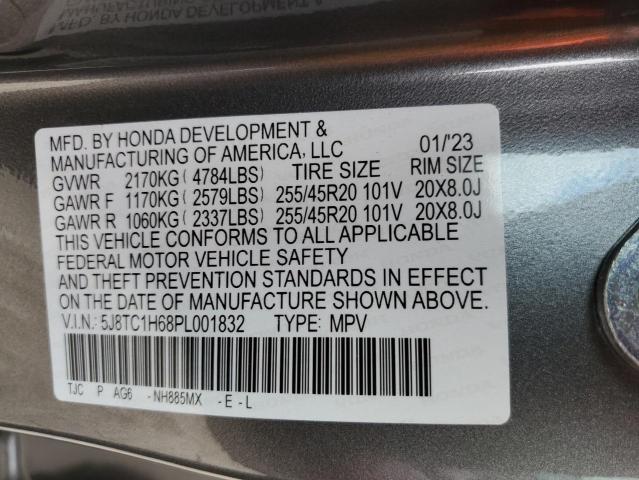 MFD. BY HONDA DEVELOPMENT &
MANUFACTURING OF AMERICA, LLC 01/'23
GVWR 2170KG( 4784LBS) TIRE SIZE RIM SIZE
GAWR F 1170KG( 2579LBS) 255/45R20 101V 20X8.0J
GAWR R 1060KG( 2337LBS) 255/45R20 101V 20X8.0J
THIS VEHICLE CONFORMS TO ALL APPLICABLE
FEDERAL MOTOR VEHICLE SAFETY
AND THEFT PREVENTION STANDARDS IN EFFECT
ON THE DATE OF MANUFACTURE SHOWN ABOVE.
V.I.N.: 5J8TC1H68PL001832 TYPE: MPV
TJC P AG6 -NH885MX -E - L